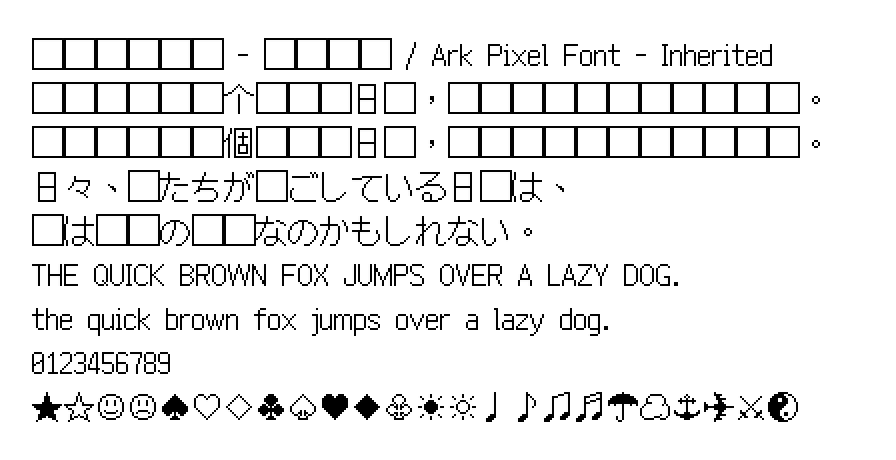 □□□□□□ - □□□□ / Ark Pixel Font - Inherited
□□□□□□个□□□日□，□□□□□□□□□□□。
□□□□□□個□□□日□，□□□□□□□□□□□。
日々、□たちが□ごしている日□は、
□は□□の□□なのかもしれない。
THE QUICK BROWN FOX JUMPS OVER A LAZY DOG.
the quick brown fox jumps over a lazy dog.
0123456789
★☆☺☹♠♡♢♣♤♥♦♧☀☼♩♪♫♬☂☁⚓✈⚔☯